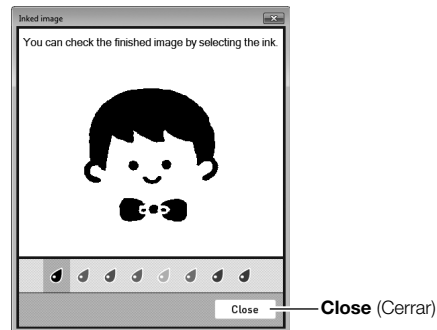 Inked image
You can check the finished image by selecting the ink.
Close
Close (Cerrar)